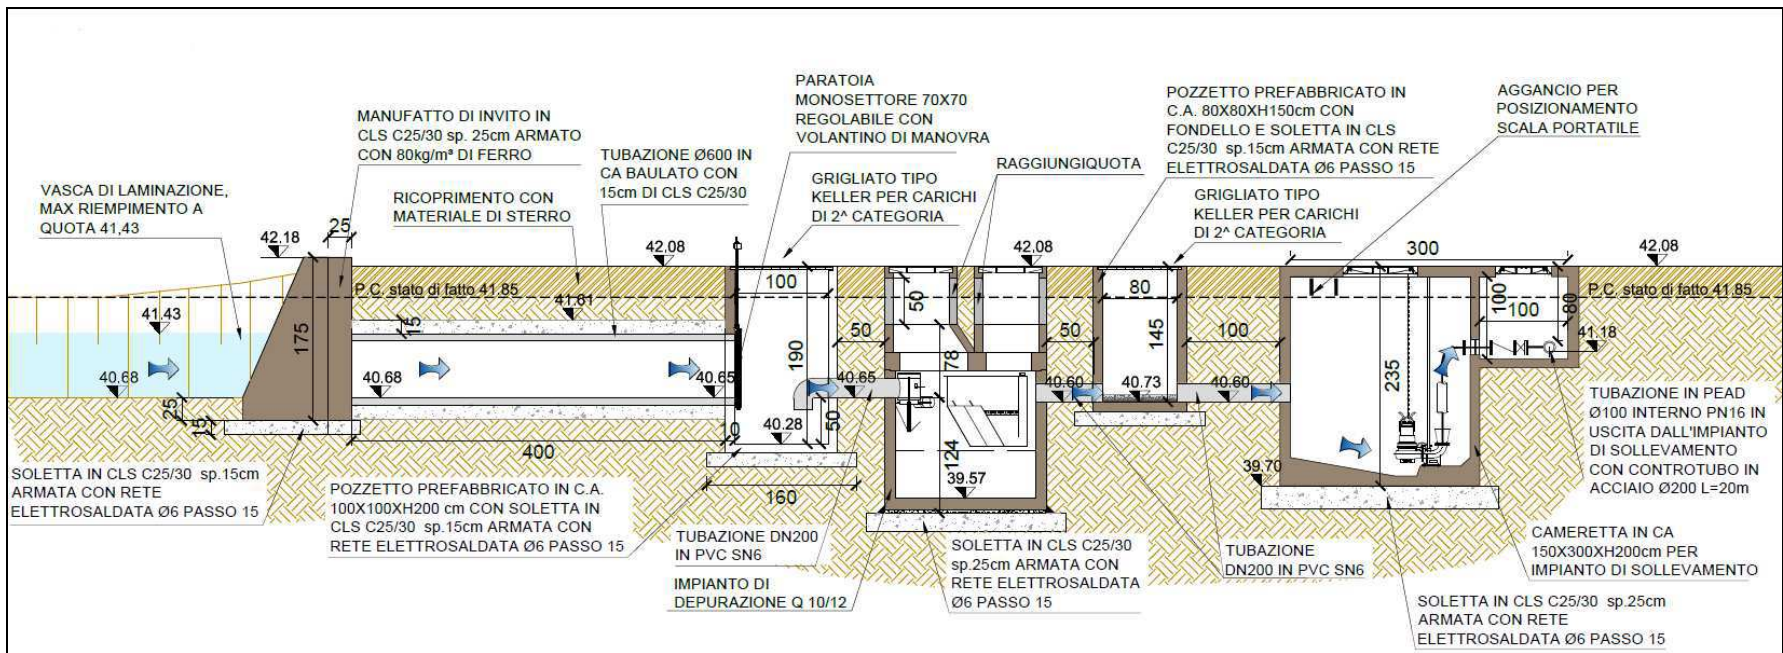 PARATOIA
MONOSETTORE 70X70
REGOLABILE CON
VOLANTINO DI MANOVRA
POZZETTO PREFABBRICATO IN
C.A. 80X80XH150cm CON
FONDELLO E SOLETTA IN CLS
C25/30 sp.15cm ARMATA CON RETE
ELETTROSALDATA Ø6 PASSO 15
AGGANCIO PER
POSIZIONAMENTO
SCALA PORTATILE
MANUFATTO DI INVITO IN
CLS C25/30 sp. 25cm ARMATO
CON 80kg/m³ DI FERRO
TUBAZIONE Ø600 IN
CA BAULATO CON
15cm DI CLS C25/30
RAGGIUNGIQUOTA
GRIGLIATO TIPO
KELLER PER CARICHI
DI 2^ CATEGORIA
GRIGLIATO TIPO
KELLER PER CARICHI
DI 2^ CATEGORIA
VASCA DI LAMINAZIONE,
MAX RIEMPIMENTO A
QUOTA 41,43
RICOPRIMENTO CON
MATERIALE DI STERRO
25
42.18
42.08
42.08
300
42.08
100
80
50
100
100
80
P.C. stato di fatto 41.85
P.C. stato di fatto 41.85
41.61
41.43
15
175
190
50
78
50
145
100
235
41.18
40.68
40.68
40.65
40.65
40.60
40.73
40.60
25
15
400
10
40.28
50
124
39.57
39.70
160
SOLETTA IN CLS C25/30 sp.15cm
ARMATA CON RETE
ELETTROSALDATA Ø6 PASSO 15
POZZETTO PREFABBRICATO IN C.A.
100X100XH200 cm CON SOLETTA IN
CLS C25/30 sp.15cm ARMATA CON
RETE ELETTROSALDATA Ø6 PASSO 15
TUBAZIONE DN200
IN PVC SN6
IMPIANTO DI
DEPURAZIONE Q 10/12
SOLETTA IN CLS C25/30
sp.25cm ARMATA CON
RETE ELETTROSALDATA
Ø6 PASSO 15
TUBAZIONE
DN200 IN PVC SN6
TUBAZIONE IN PEAD
Ø100 INTERNO PN16 IN
USCITA DALL'IMPIANTO
DI SOLLEVAMENTO
CON CONTROTUBO IN
ACCIAIO Ø200 L=20m
CAMERETTA IN CA
150X300XH200cm PER
IMPIANTO DI SOLLEVAMENTO
SOLETTA IN CLS C25/30 sp.25cm
ARMATA CON RETE
ELETTROSALDATA Ø6 PASSO 15